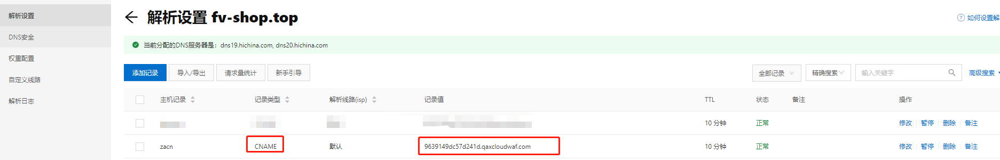 解析设置
DNS安全
权重配置
自定义线路
解析日志
解析设置 fv-shop.top
如何设置解
当前分配的DNS服务器是：dns19.hichina.com, dns20.hichina.com
添加记录 导入/导出 请求量统计 新手引导 全部记录 精确搜索 输入关键字 高级搜索
主机记录 记录类型 解析线路(isp) 记录值 TTL 状态 备注 操作
10 分钟 正常 修改 暂停 删除 备注
zacn CNAME 默认 9639149dc57d241d.qaxcloudwaf.com 10 分钟 正常 修改 暂停 删除 备注